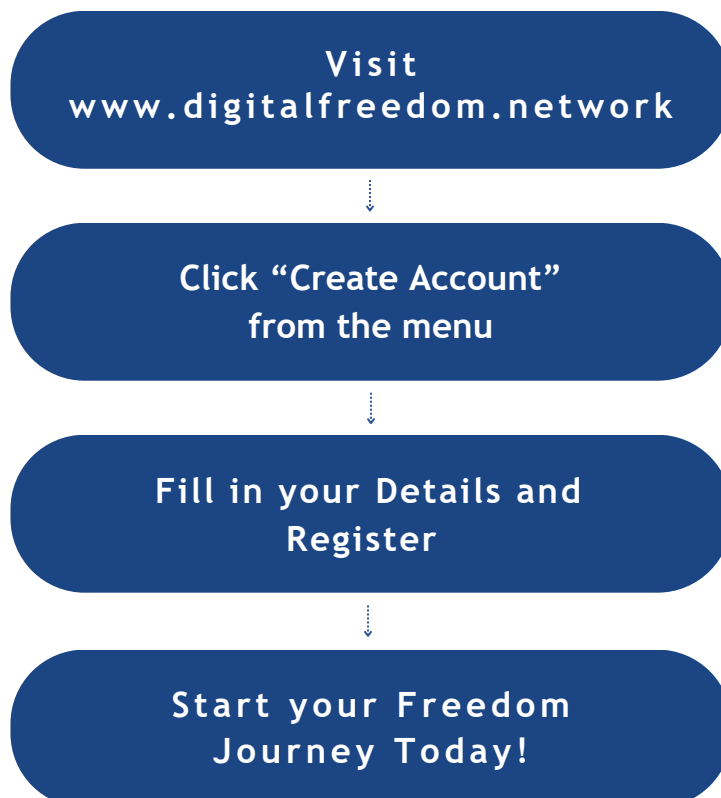 Visit
www.digitalfreedom.network
Click “Create Account”
from the menu
Fill in your Details and
Register
Start your Freedom
Journey Today!